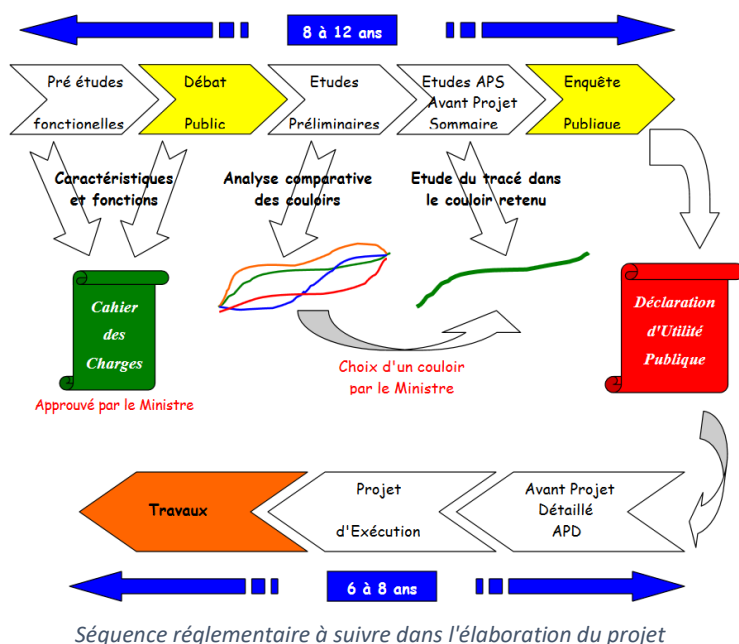 8 à 12 ans
Pré études
fonctionelles
Débat
Public
Etudes
Préliminaires
Etudes APS
Avant Projet
Sommaire
Enquête
Publique
Caractéristiques
et fonctions
Analyse comparative
des couloirs
Etude du tracé dans
le couloir retenu
Cahier
des
Charges
Approuvé par le Ministre
Choix d'un couloir
par le Ministre
Déclaration
d'Utilité
Publique
Travaux
Projet
d'Exécution
Avant Projet
Détaillé
APD
6 à 8 ans
Séquence réglementaire à suivre dans l'élaboration du projet